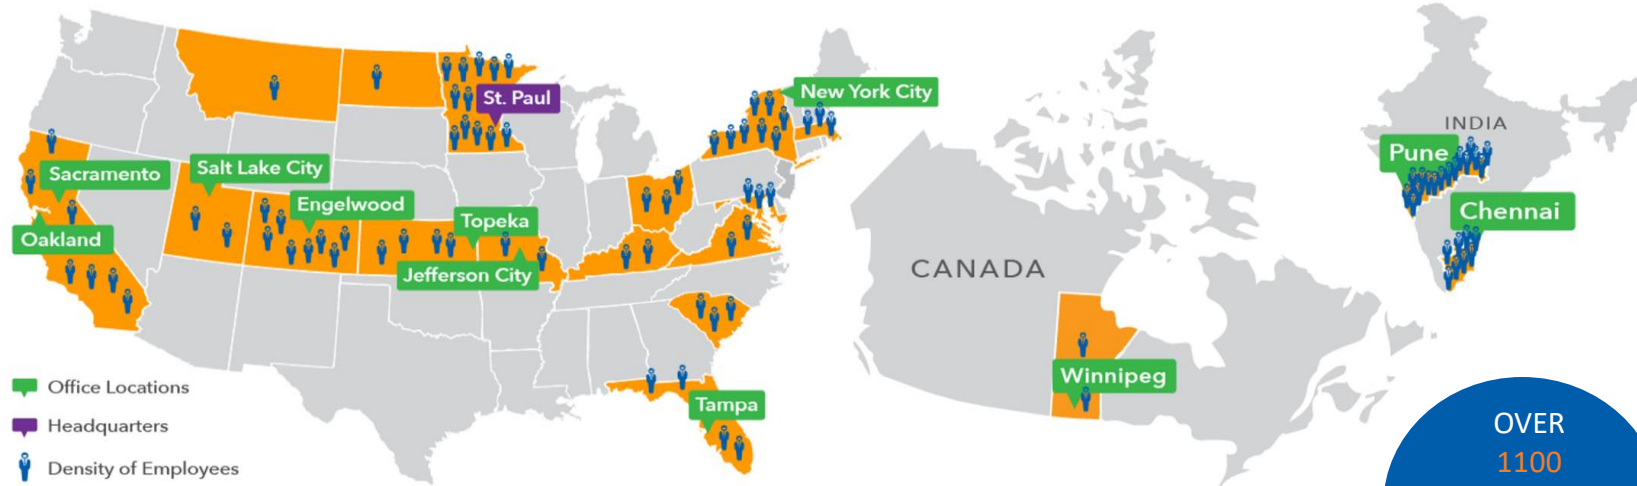 New York City
St. Paul
INDIA
Pune
Salt Lake City
Sacramento
Engelwood
Topeka
Chennai
Oakland
Jefferson City
CANADA
Winnipeg
Office Locations
Tampa
Headquarters
Density of Employees
OVER
1100